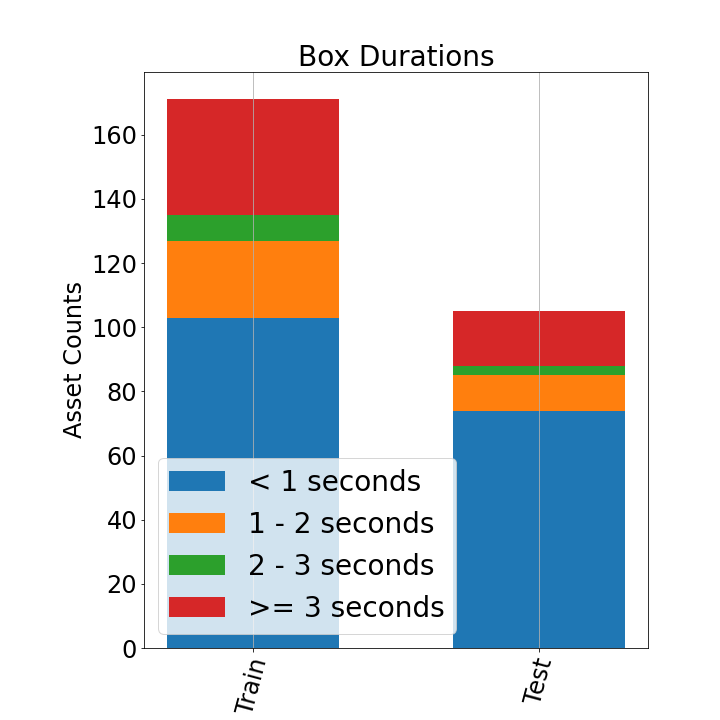 Box Durations
Asset Counts
160
140
120
100
80
60
40
20
0
< 1 seconds
1 - 2 seconds
2 - 3 seconds
>= 3 seconds
Train
Test